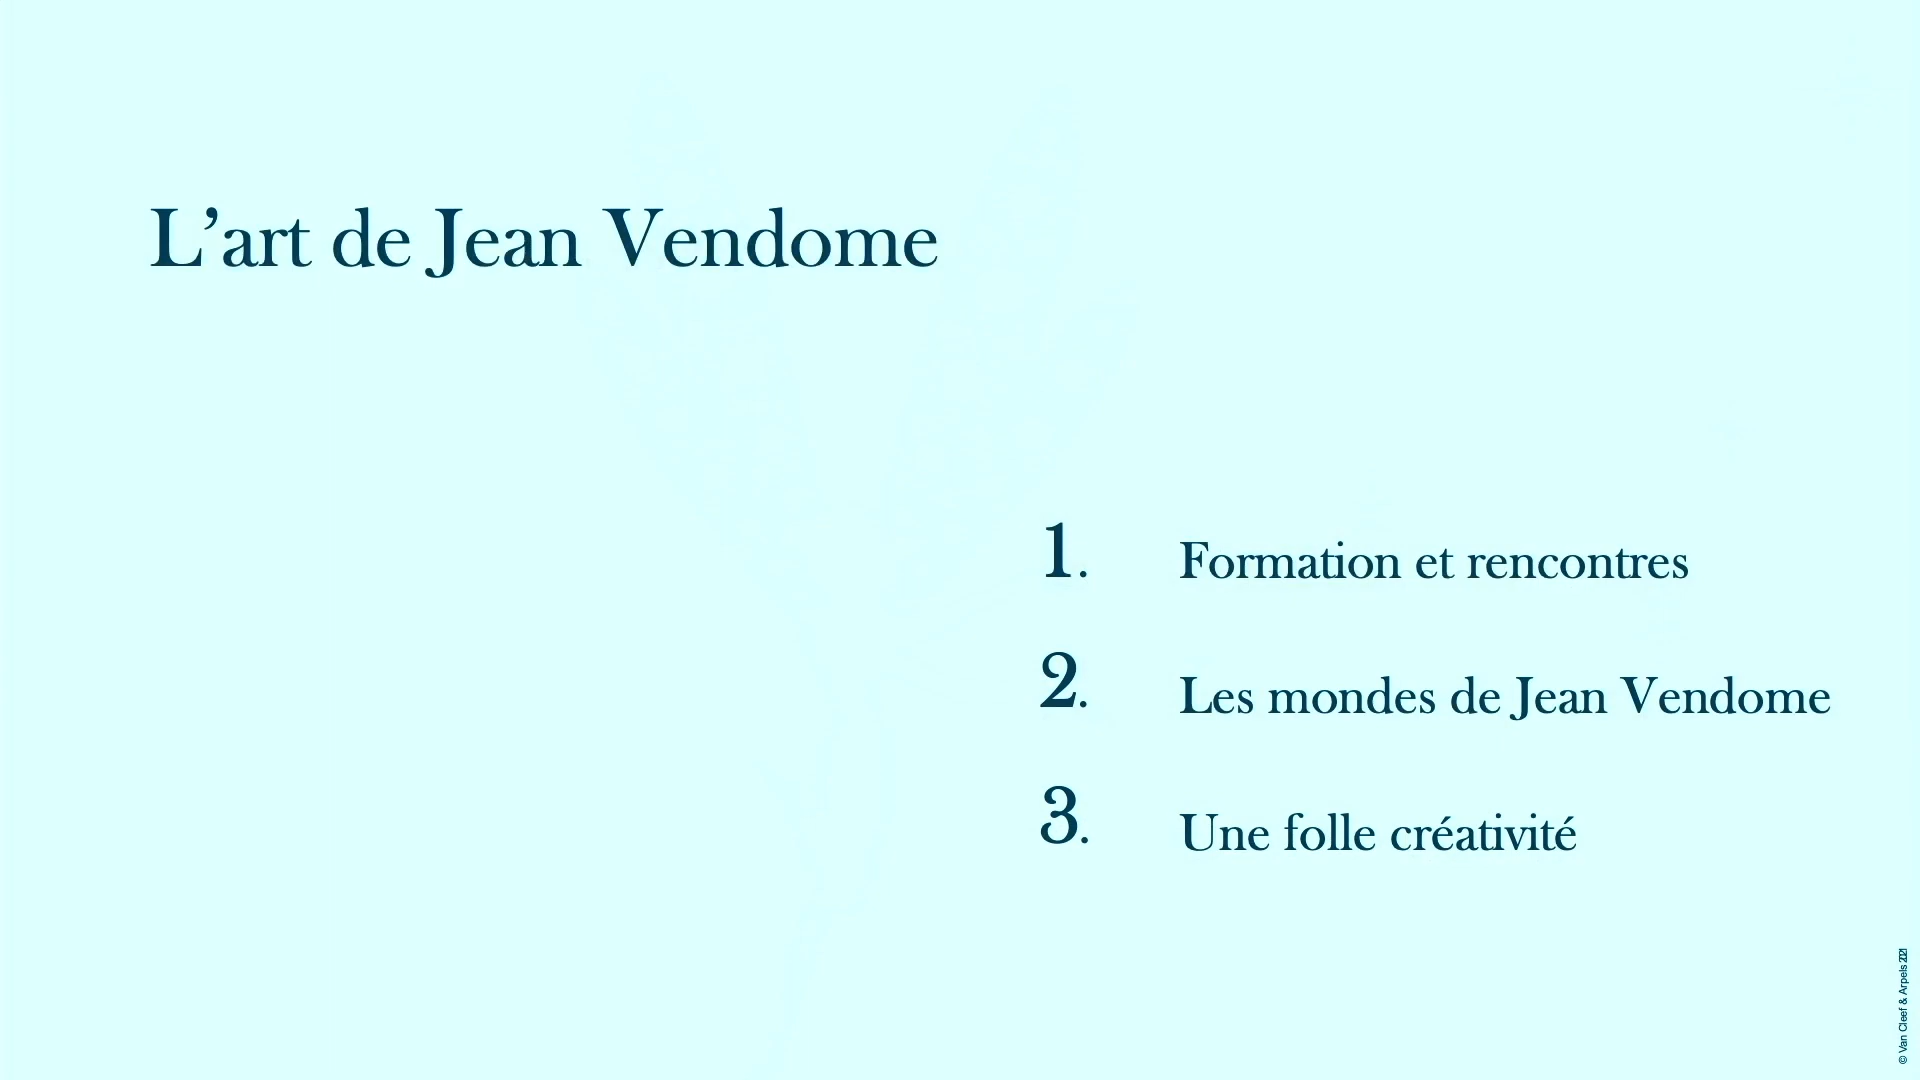 L’art de Jean Vendome
1. Formation et rencontres
2. Les mondes de Jean Vendome
3. Une folle créativité
© Van Cleef & Arpels